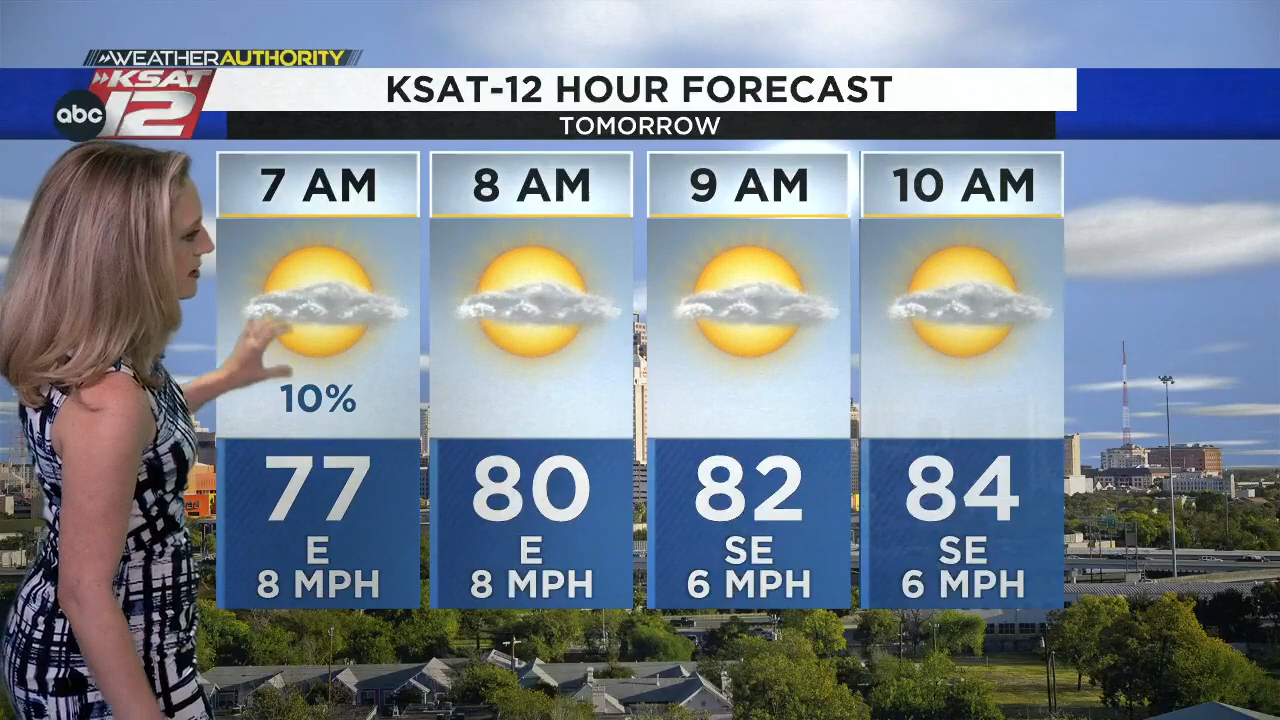 WEATHERAUTHORITY
KSAT
abc
12
KSAT-12 HOUR FORECAST
TOMORROW
7 AM
8 AM
9 AM
10 AM
10%
77
80
82
84
E
E
SE
SE
8 MPH
8 MPH
6 MPH
6 MPH